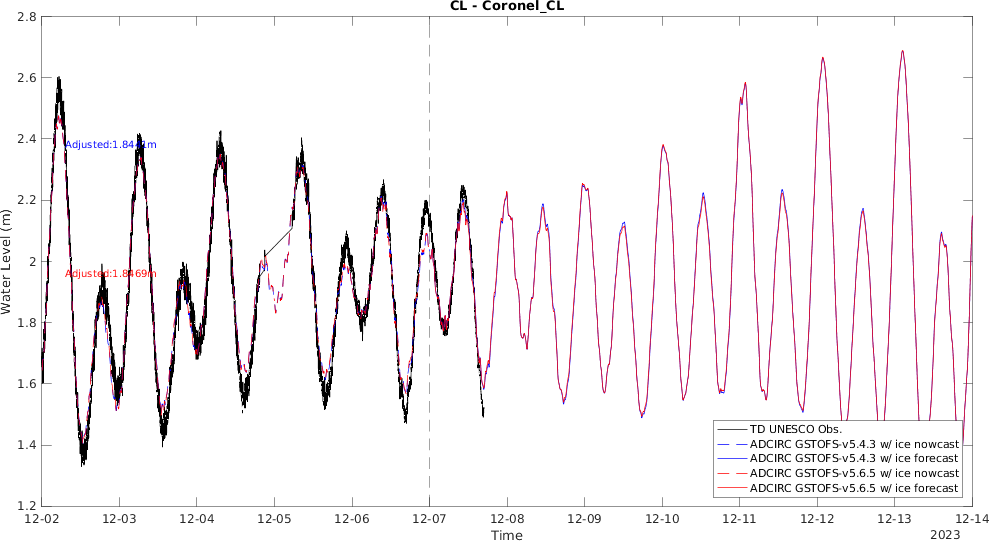 CL - Coronel_CL
2.8
2.6
2.4
2.2
2
1.8
1.6
1.4
1.2
Water Level (m)
Adjusted:1.8441m
Adjusted:1.8469m
TD UNESCO Obs.
ADCIRC GSTOFS-v5.4.3 w/ ice nowcast
ADCIRC GSTOFS-v5.4.3 w/ ice forecast
ADCIRC GSTOFS-v5.6.5 w/ ice nowcast
ADCIRC GSTOFS-v5.6.5 w/ ice forecast
12-02 12-03 12-04 12-05 12-06 12-07 12-08 12-09 12-10 12-11 12-12 12-13 12-14
Time
2023